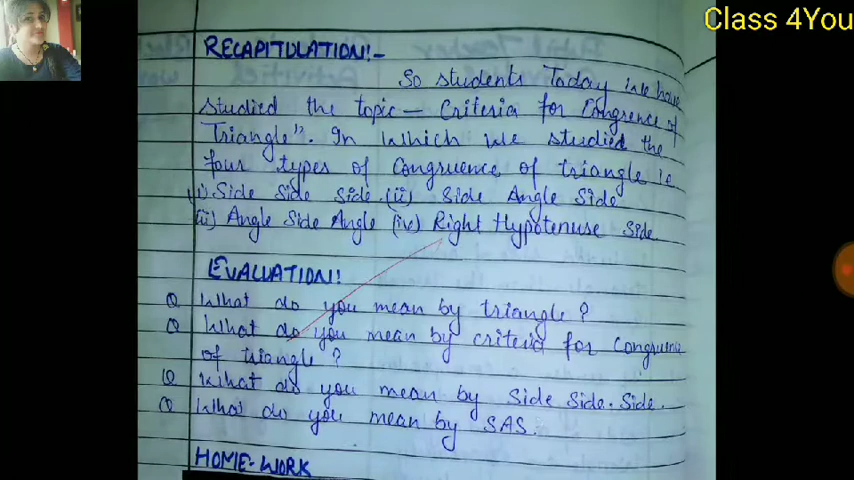 Class 4You
RECAPITULATION!-
So students Today we have
studied the topic — Criteria for Congrence of
Triangle". In which we studied the
four types of Congruence of triangle ie
(i) Side Side Side. (ii) Side Angle Side
(iii) Angle Side Angle (iv) Right Hypotenuse Side.
EVALUATION!
Q What do you mean by triangle ?
Q What do you mean by criteria for Congruence
of triangle ?
Q What do you mean by Side Side. Side.
Q What do you mean by SAS.
HOME-WORK